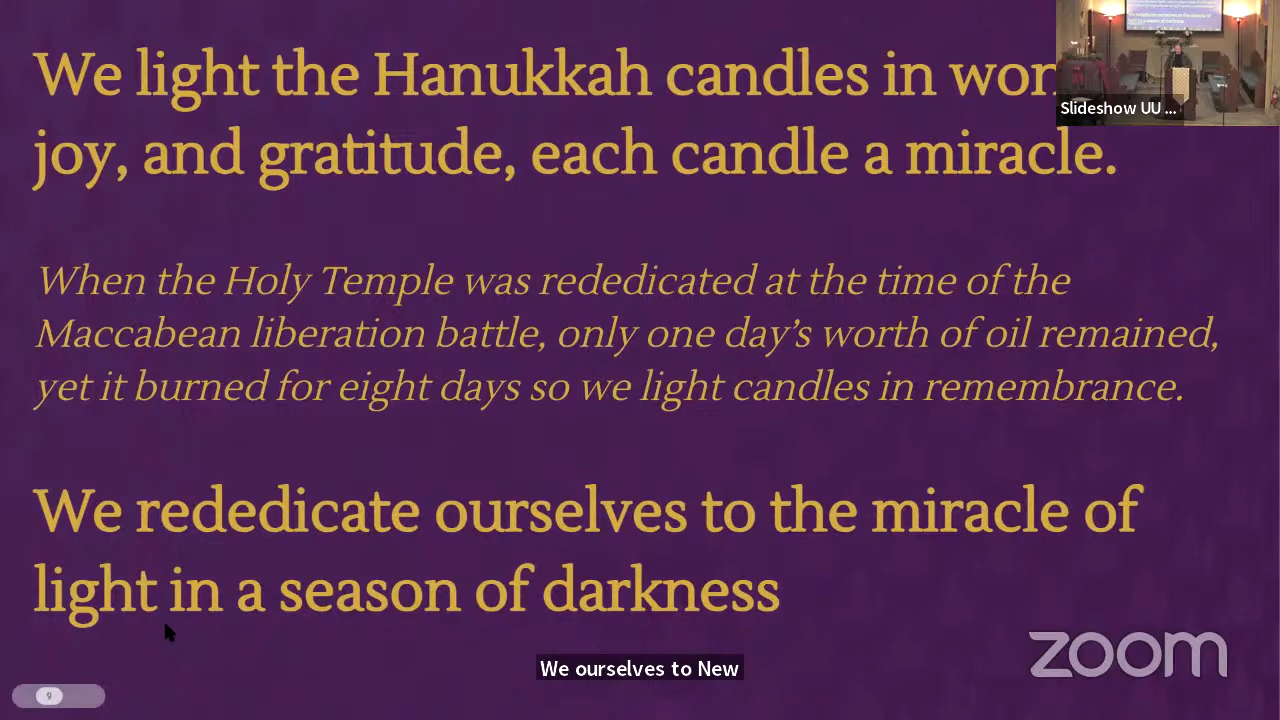 We light the Hanukkah candles in won
joy, and gratitude, each candle a miracle.
When the Holy Temple was rededicated at the time of the
Maccabean liberation battle, only one day's worth of oil remained,
yet it burned for eight days so we light candles in remembrance.
We rededicate ourselves to the miracle of
light in a season of darkness
Slideshow UU ...
We ourselves to New
zoom
9